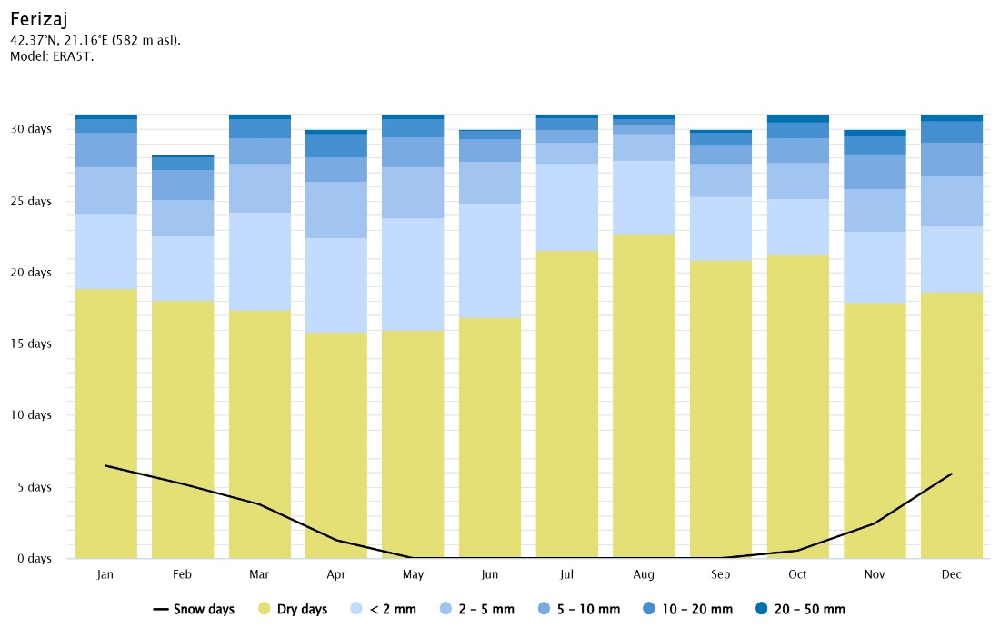 Ferizaj
42.37°N, 21.16°E (582 m asl).
Model: ERA5T.
30 days
25 days
20 days
15 days
10 days
5 days
0 days
Jan Feb Mar Apr May Jun Jul Aug Sep Oct Nov Dec
Snow days Dry days < 2 mm 2 – 5 mm 5 – 10 mm 10 – 20 mm 20 – 50 mm